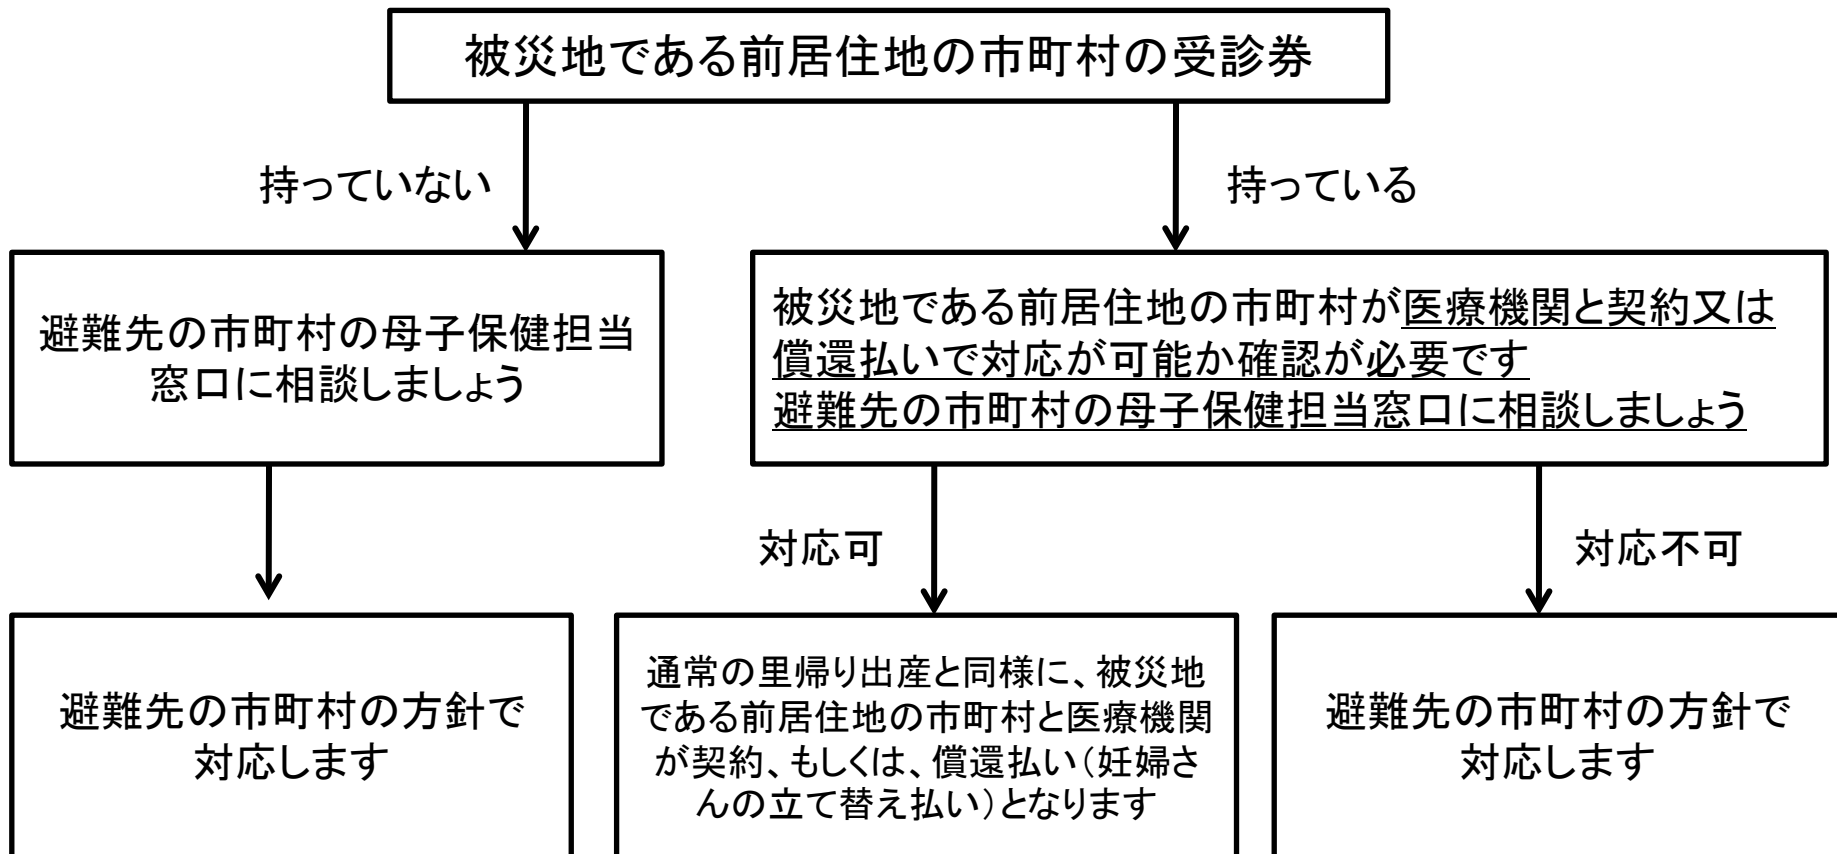 被災地である前居住地の市町村の受診券
持っていない
持っている
避難先の市町村の母子保健担当
窓口に相談しましょう
被災地である前居住地の市町村が医療機関と契約又は
償還払いで対応が可能か確認が必要です
避難先の市町村の母子保健担当窓口に相談しましょう
対応可
対応不可
避難先の市町村の方針で
対応します
通常の里帰り出産と同様に、被災地
である前居住地の市町村と医療機関
が契約、もしくは、償還払い（妊婦さ
んの立て替え払い）となります
避難先の市町村の方針で
対応します